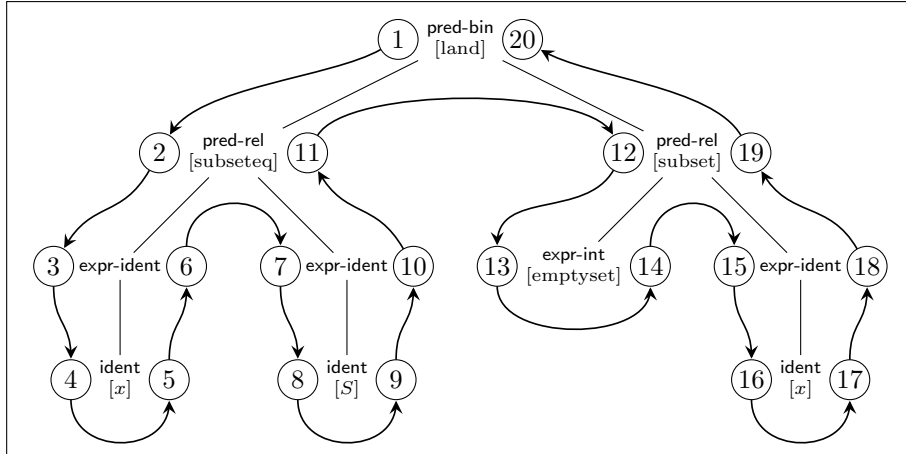 1 pred-bin 20
[land]
2 pred-rel 11 12 pred-rel 19
[subseteq] [subset]
3 expr-ident 6 7 expr-ident 10 13 expr-int 14 15 expr-ident 18
[emptyset]
4 ident 5 8 ident 9 16 ident 17
[x] [S] [x]